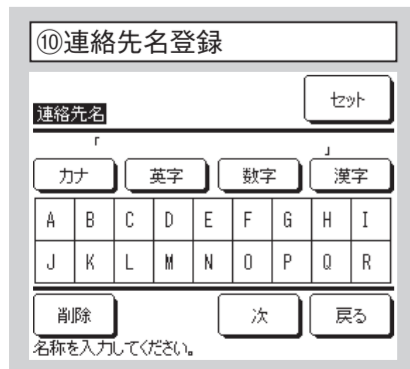 ⑩連絡先名登録
セット
連絡先名
「 」
カナ 英字 数字 漢字
A B C D E F G H I
J K L M N O P Q R
削除 次 戻る
名称を入力してください。